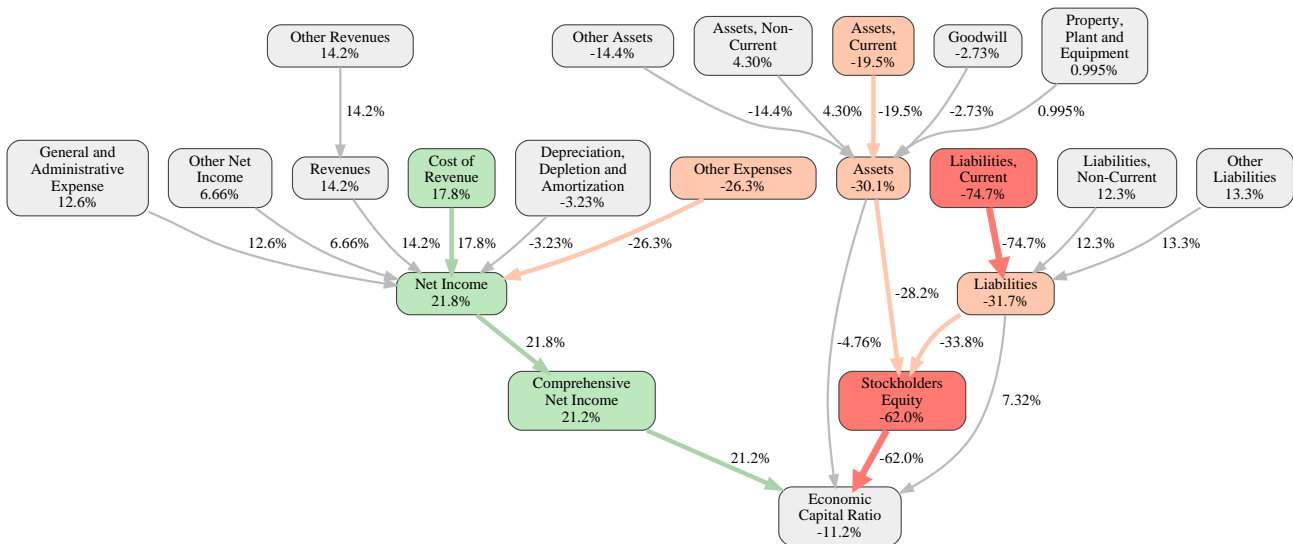 Other Revenues
14.2%
Other Assets
-14.4%
Assets, Non-
Current
4.30%
Assets,
Current
-19.5%
Goodwill
-2.73%
Property,
Plant and
Equipment
0.995%
14.2%
-14.4%
4.30%
-19.5%
-2.73%
0.995%
General and
Administrative
Expense
12.6%
Other Net
Income
6.66%
Revenues
14.2%
Cost of
Revenue
17.8%
Depreciation,
Depletion and
Amortization
-3.23%
Other Expenses
-26.3%
Assets
-30.1%
Liabilities,
Current
-74.7%
Liabilities,
Non-Current
12.3%
Other
Liabilities
13.3%
12.6%
6.66%
14.2%
17.8%
-3.23%
-26.3%
-74.7%
12.3%
13.3%
Net Income
21.8%
-28.2%
Liabilities
-31.7%
21.8%
-4.76%
-33.8%
Comprehensive
Net Income
21.2%
Stockholders
Equity
-62.0%
7.32%
21.2%
-62.0%
Economic
Capital Ratio
-11.2%